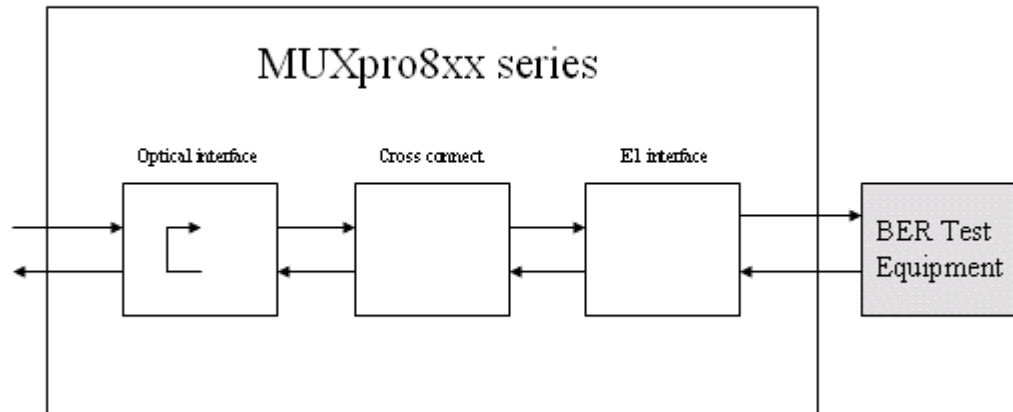 MUXpro8xx series
Optical interface
Cross connect
E1 interface
BER Test
Equipment